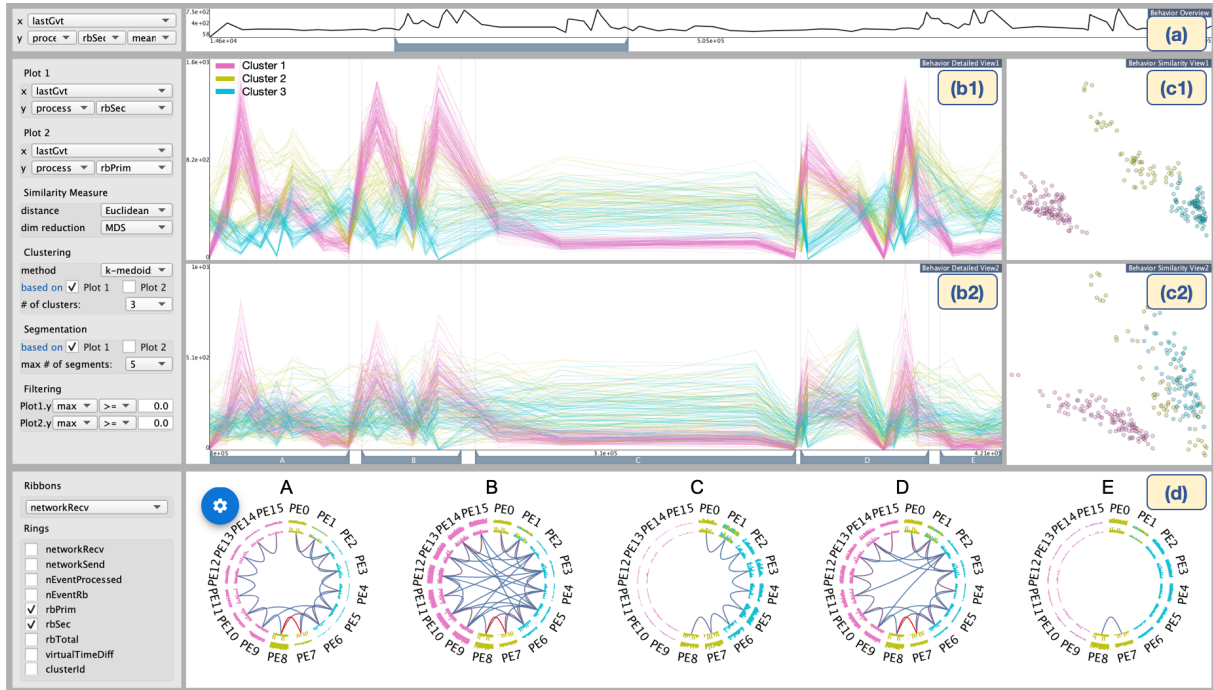 x lastGvt
y proce rbSec mean
7.5e+02
4e+02
58
1.46e+04
5.05e+05
Behavior Overview
(a)
Plot 1
x lastGvt
y process rbSec
Plot 2
x lastGvt
y process rbPrim
Similarity Measure
distance Euclidean
dim reduction MDS
Clustering
method k-medoid
based on Plot 1 Plot 2
# of clusters: 3
Segmentation
based on Plot 1 Plot 2
max # of segments: 5
Filtering
Plot1.y max >= 0.0
Plot2.y max >= 0.0
1.6e+03
8.2e+02
0
Cluster 1
Cluster 2
Cluster 3
Behavior Detailed View1
(b1)
Behavior Similarity View1
(c1)
1e+03
5.1e+02
0
Behavior Detailed View2
(b2)
Behavior Similarity View2
(c2)
1e+05
3.1e+05
A B C D E
Ribbons
networkRecv
Rings
networkRecv
networkSend
nEventProcessed
nEventRb
rbPrim
rbSec
rbTotal
virtualTimeDiff
clusterId
(d)
A
PE0 PE1 PE2 PE3 PE4 PE5 PE6 PE7 PE8 PE9 PE10 PE11 PE12 PE13 PE14 PE15
B
PE0 PE1 PE2 PE3 PE4 PE5 PE6 PE7 PE8 PE9 PE10 PE11 PE12 PE13 PE14 PE15
C
PE0 PE1 PE2 PE3 PE4 PE5 PE6 PE7 PE8 PE9 PE10 PE11 PE12 PE13 PE14 PE15
D
PE0 PE1 PE2 PE3 PE4 PE5 PE6 PE7 PE8 PE9 PE10 PE11 PE12 PE13 PE14 PE15
E
PE0 PE1 PE2 PE3 PE4 PE5 PE6 PE7 PE8 PE9 PE10 PE11 PE12 PE13 PE14 PE15